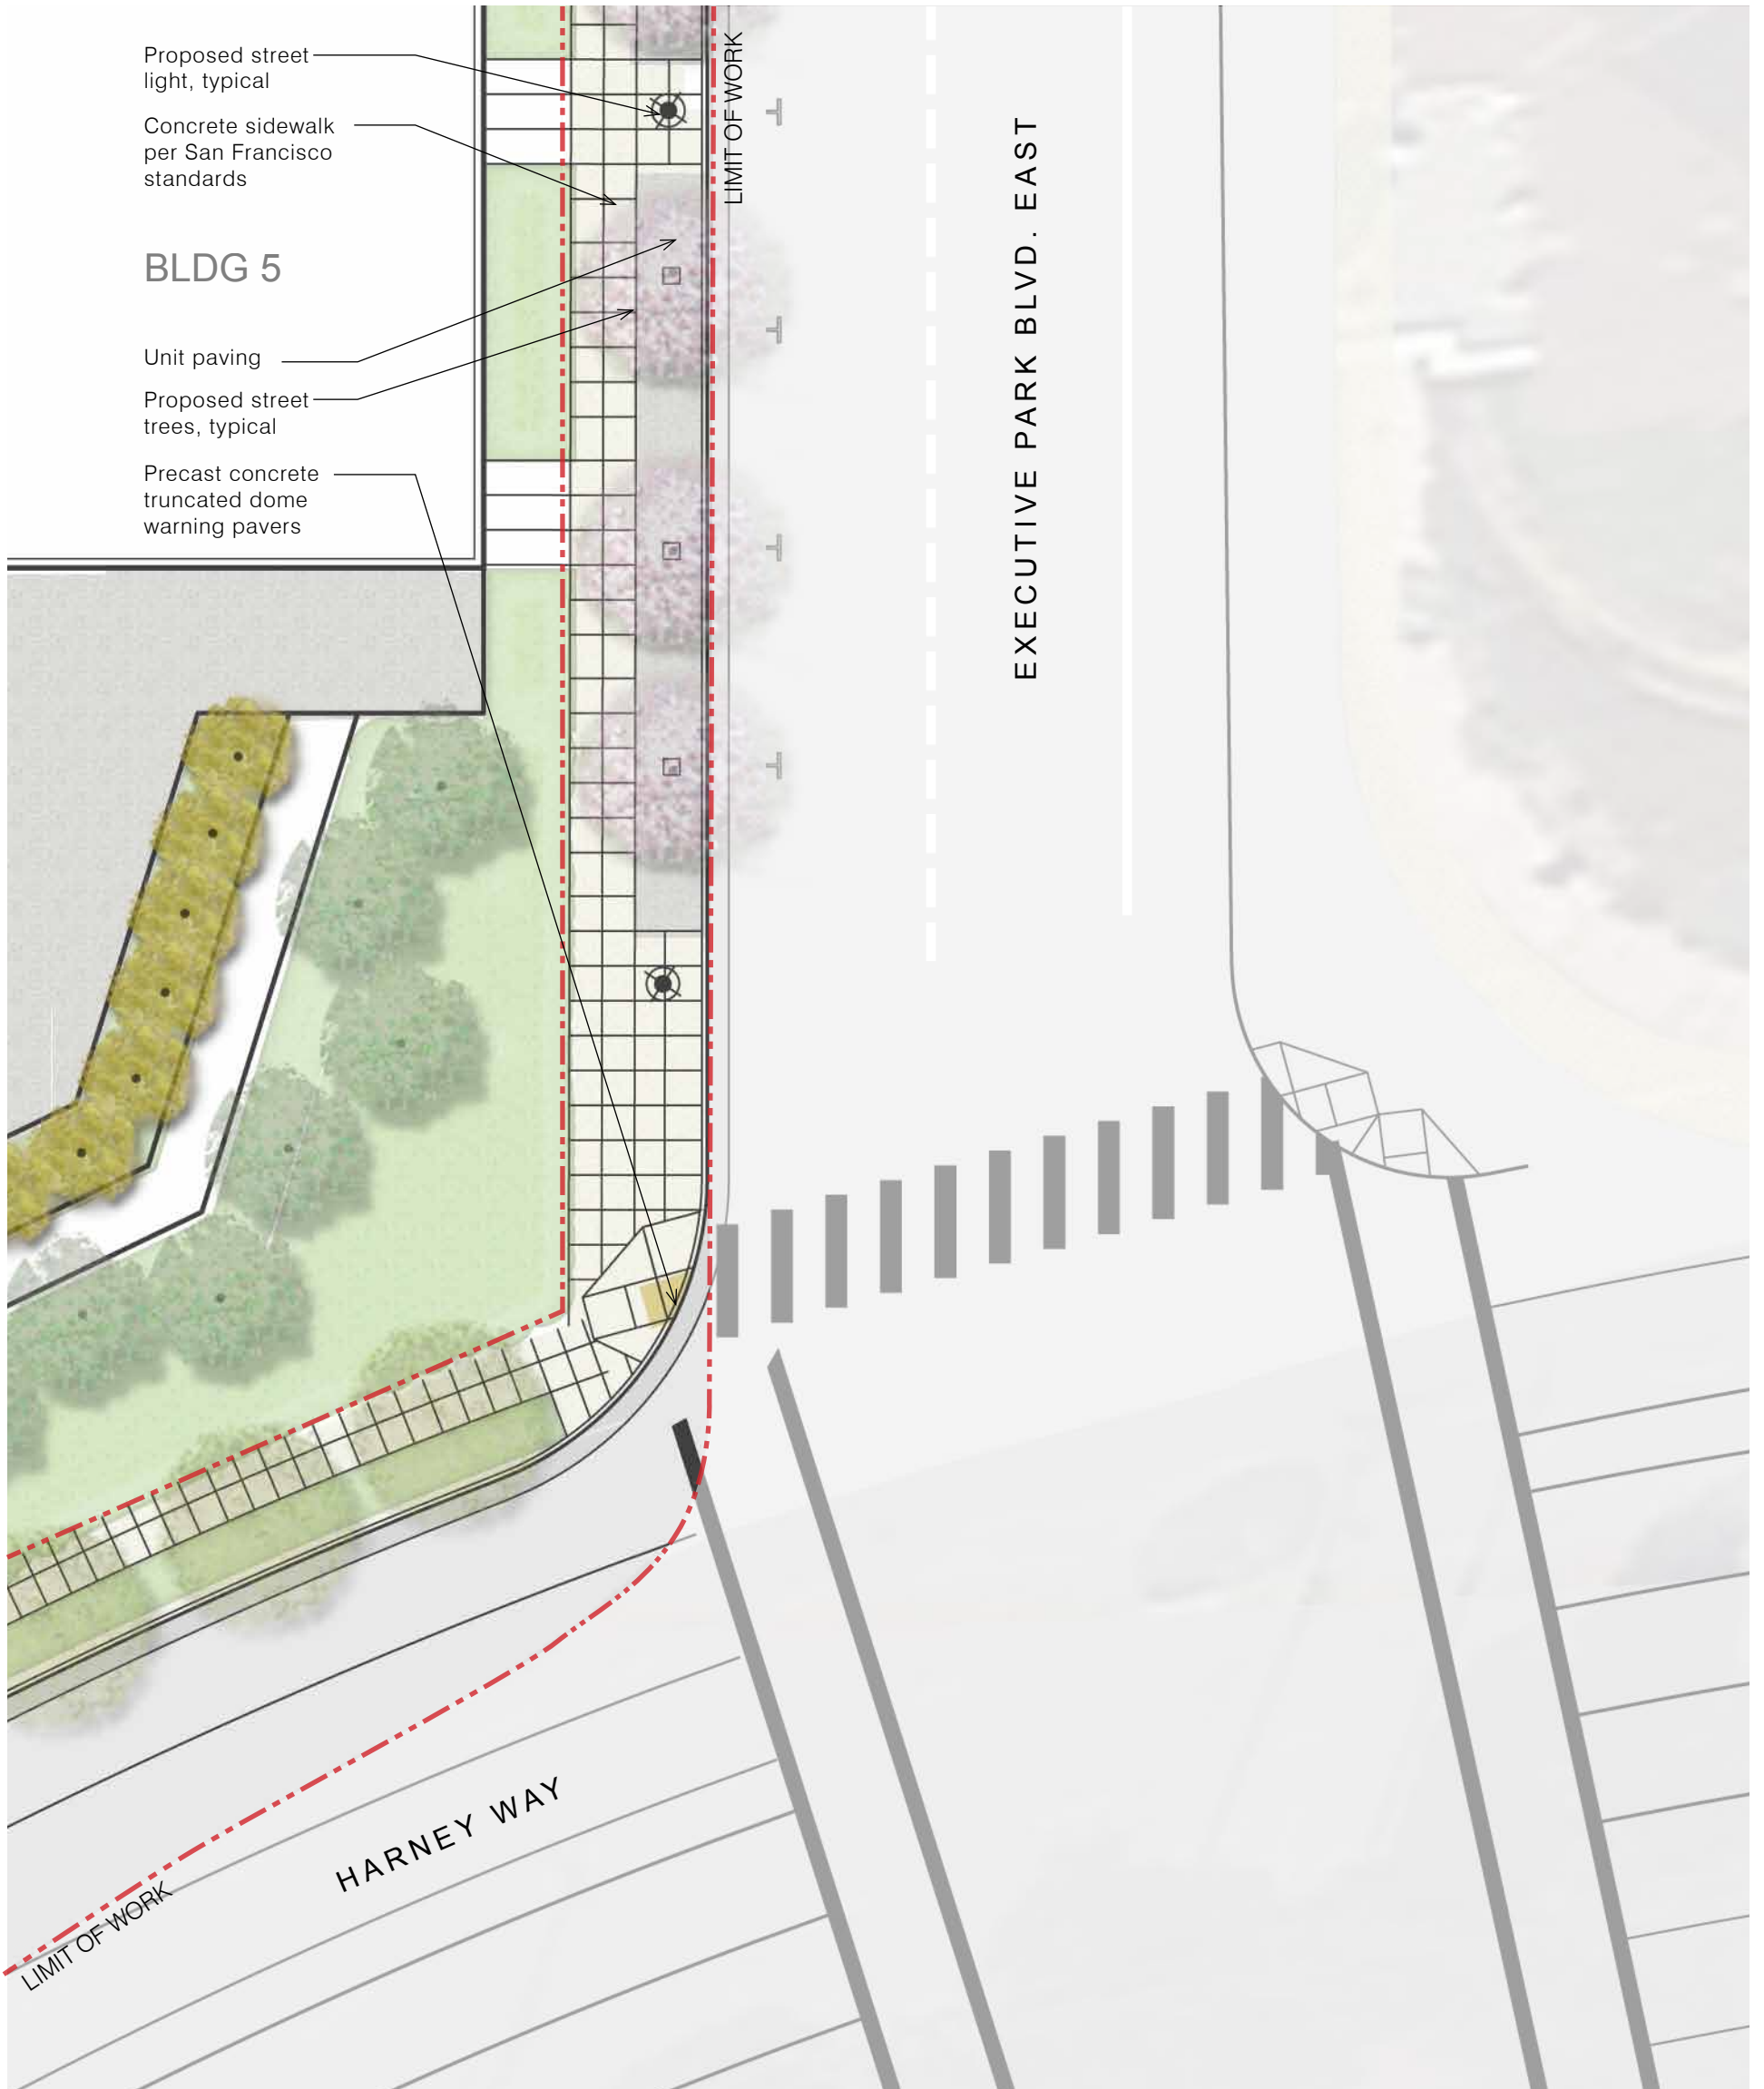 Proposed street
light, typical
Concrete sidewalk
per San Francisco
standards
BLDG 5
Unit paving
Proposed street
trees, typical
Precast concrete
truncated dome
warning pavers
LIMIT OF WORK
EXECUTIVE PARK BLVD. EAST
HARNEY WAY
LIMIT OF WORK